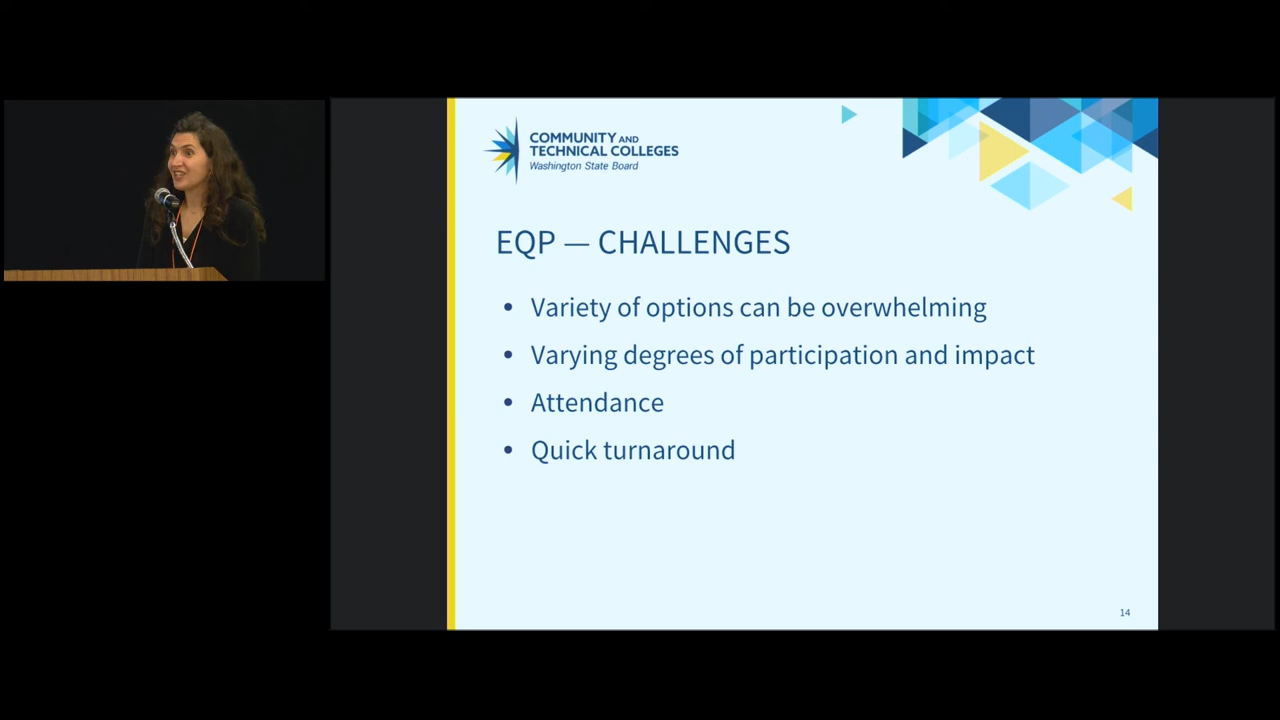 COMMUNITY AND
TECHNICAL COLLEGES
Washington State Board
EQP — CHALLENGES
• Variety of options can be overwhelming
• Varying degrees of participation and impact
• Attendance
• Quick turnaround
14